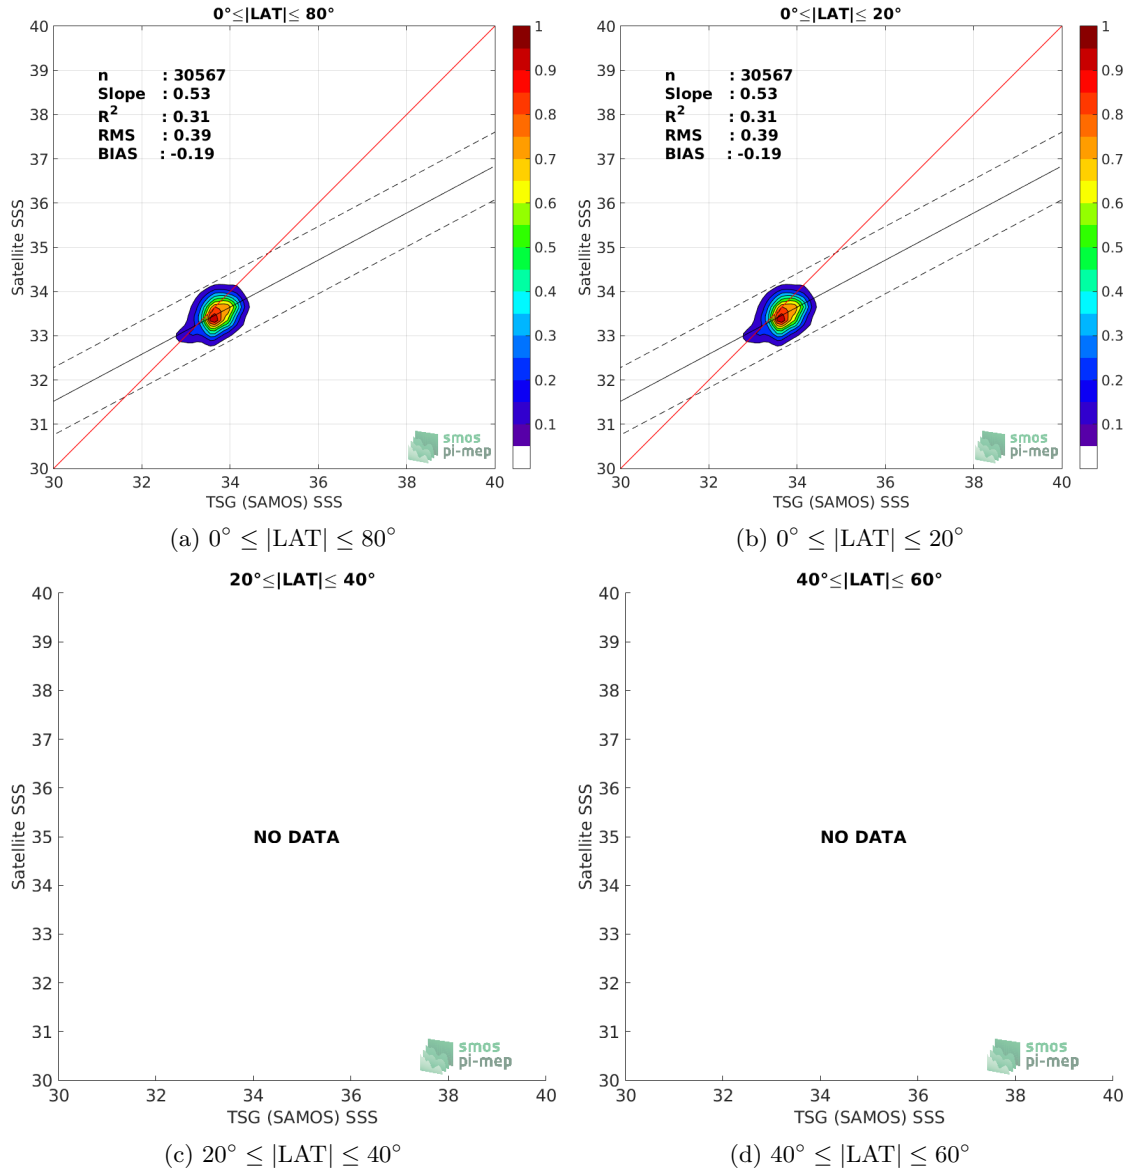 0°≤|LAT|≤ 80°
40
39
38
37
36
35
34
33
32
31
30
Satellite SSS
n : 30567
Slope : 0.53
R² : 0.31
RMS : 0.39
BIAS : -0.19
smos
pi-mep
30 32 34 36 38 40
TSG (SAMOS) SSS
1
0.9
0.8
0.7
0.6
0.5
0.4
0.3
0.2
0.1
(a) 0° ≤ |LAT| ≤ 80°
0°≤|LAT|≤ 20°
40
39
38
37
36
35
34
33
32
31
30
Satellite SSS
n : 30567
Slope : 0.53
R² : 0.31
RMS : 0.39
BIAS : -0.19
smos
pi-mep
30 32 34 36 38 40
TSG (SAMOS) SSS
1
0.9
0.8
0.7
0.6
0.5
0.4
0.3
0.2
0.1
(b) 0° ≤ |LAT| ≤ 20°
20°≤|LAT|≤ 40°
40
39
38
37
36
35
34
33
32
31
30
Satellite SSS
NO DATA
smos
pi-mep
30 32 34 36 38 40
TSG (SAMOS) SSS
(c) 20° ≤ |LAT| ≤ 40°
40°≤|LAT|≤ 60°
40
39
38
37
36
35
34
33
32
31
30
Satellite SSS
NO DATA
smos
pi-mep
30 32 34 36 38 40
TSG (SAMOS) SSS
(d) 40° ≤ |LAT| ≤ 60°